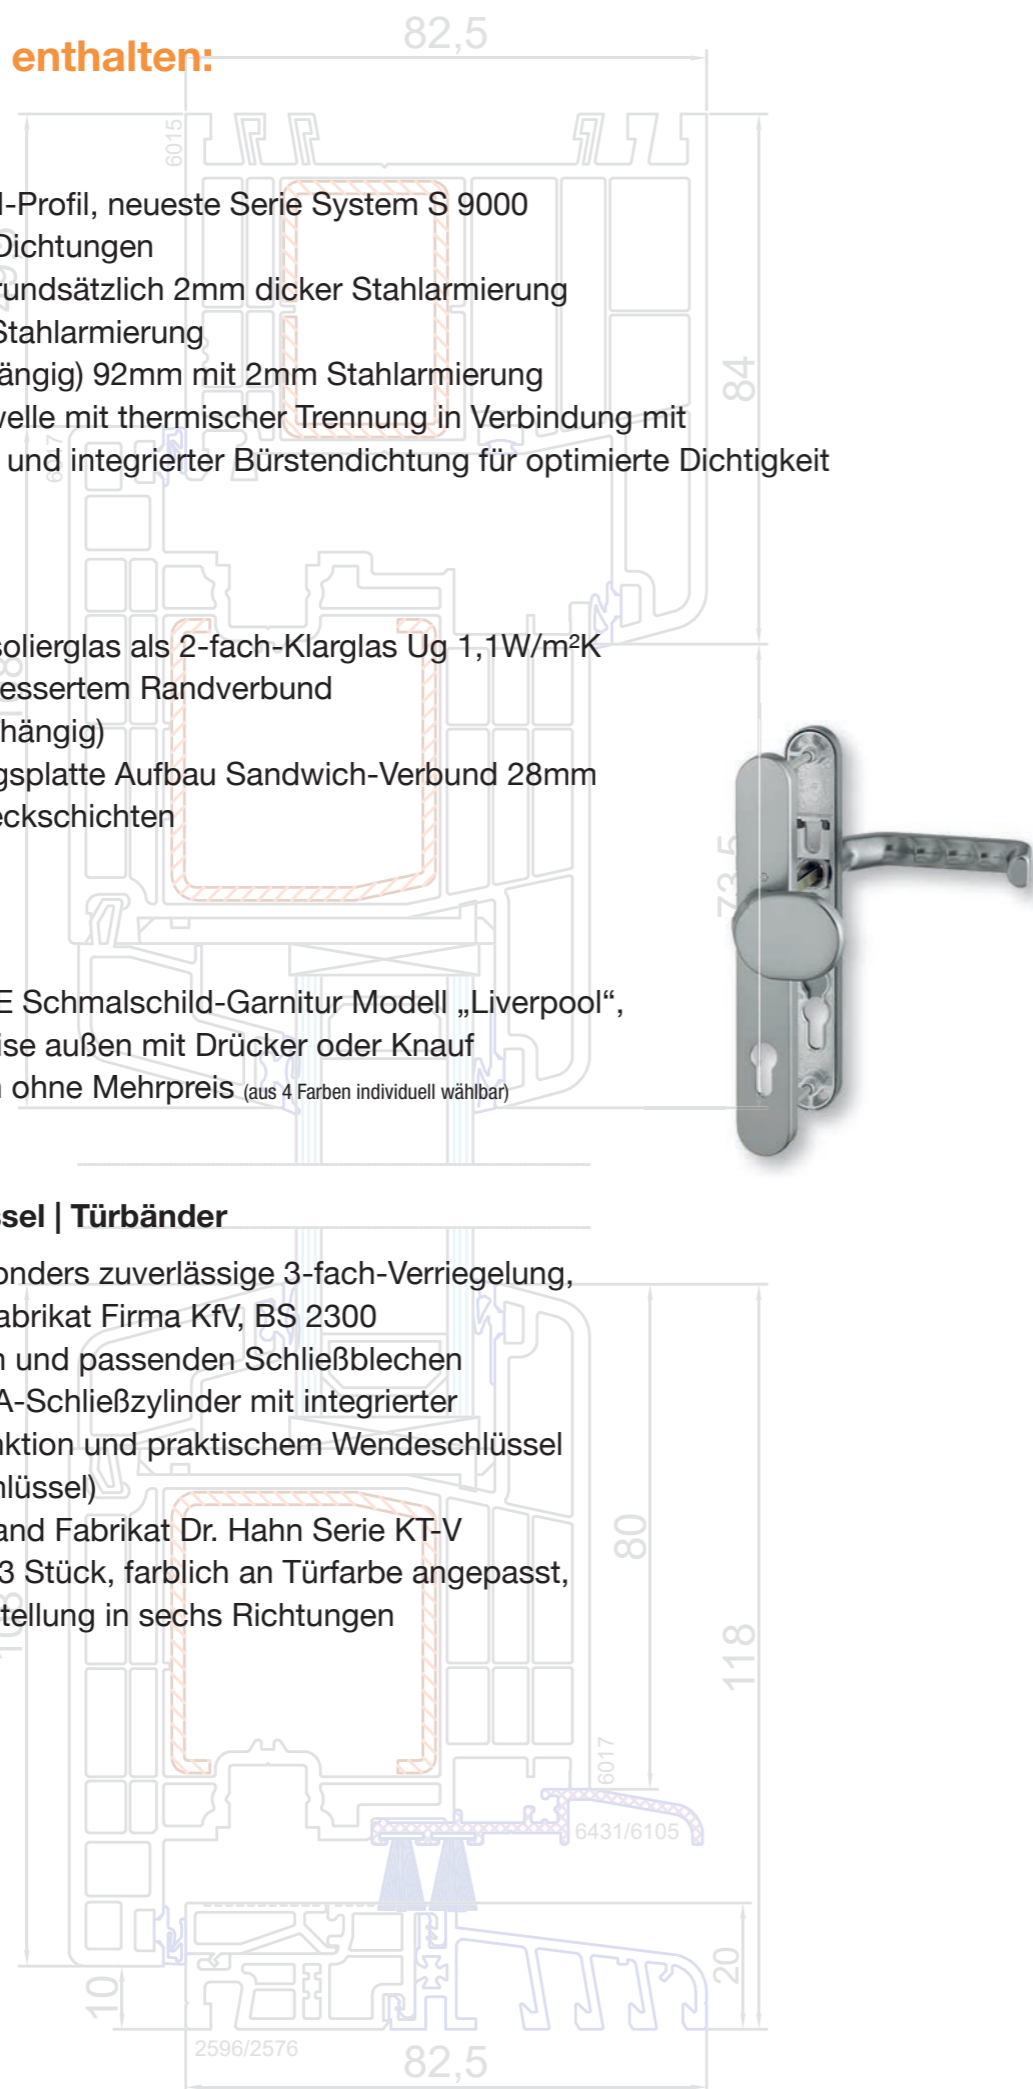 82,5
enthalten:
6015
-Profil, neueste Serie System S 9000
Dichtungen
rundsätzlich 2mm dicker Stahlarmierung
Stahlarmierung
ängig) 92mm mit 2mm Stahlarmierung
84
welle mit thermischer Trennung in Verbindung mit
und integrierter Bürstendichtung für optimierte Dichtigkeit
solierglas als 2-fach-Klarglas Ug 1,1W/m²K
essertem Randverbund
hängig)
gsplatte Aufbau Sandwich-Verbund 28mm
eckschichten
73,5
E Schmalschild-Garnitur Modell „Liverpool“,
ise außen mit Drücker oder Knauf
n ohne Mehrpreis (aus 4 Farben individuell wählbar)
ssel | Türbänder
onders zuverlässige 3-fach-Verriegelung,
abrikat Firma KfV, BS 2300
n und passenden Schließblechen
A-Schließzylinder mit integrierter
nktion und praktischem Wendeschlüssel
hlüssel)
and Fabrikat Dr. Hahn Serie KT-V
3 Stück, farblich an Türfarbe angepasst,
tellung in sechs Richtungen
80
118
6017
6431/6105
20
10
2596/2576
82,5